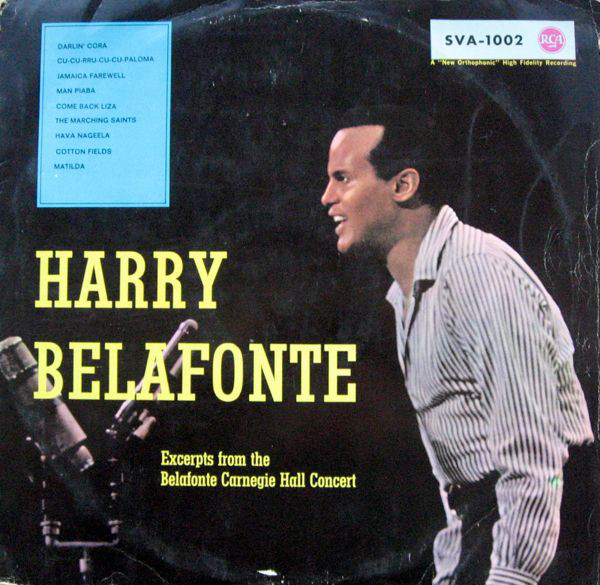 DARLIN' CORA
CU-CU-RRU-CU-CU-PALOMA
JAMAICA FAREWELL
MAN PIABA
COME BACK LIZA
THE MARCHING SAINTS
HAVA NAGEELA
COTTON FIELDS
MATILDA
SVA-1002
RCA
A "New Orthophonic" High Fidelity Recording
HARRY
BELAFONTE
Excerpts from the
Belafonte Carnegie Hall Concert